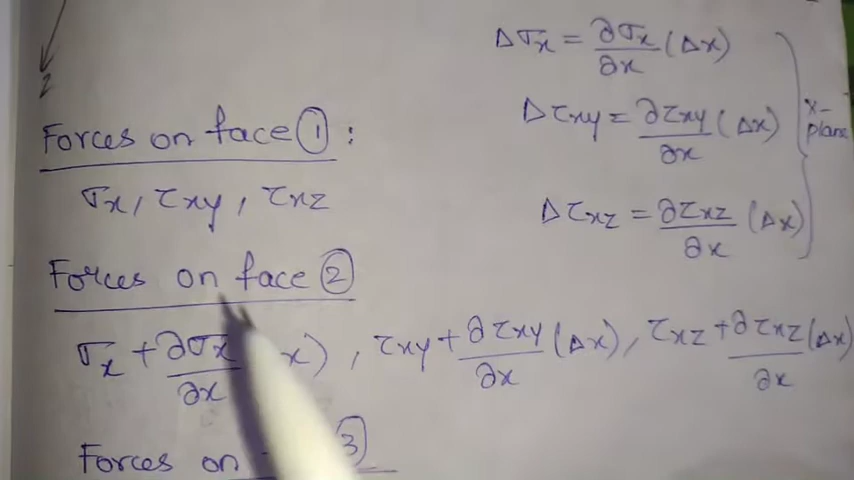 z
Δσx = ∂σx/∂x (Δx)
Δτxy = ∂τxy/∂x (Δx)
x-plane
Δτxz = ∂τxz/∂x (Δx)
Forces on face ① :
σx, τxy, τxz
Forces on face ②
σx + ∂σx/∂x x) , τxy + ∂τxy/∂x (Δx), τxz + ∂τxz/∂x (Δx)
Forces on ③